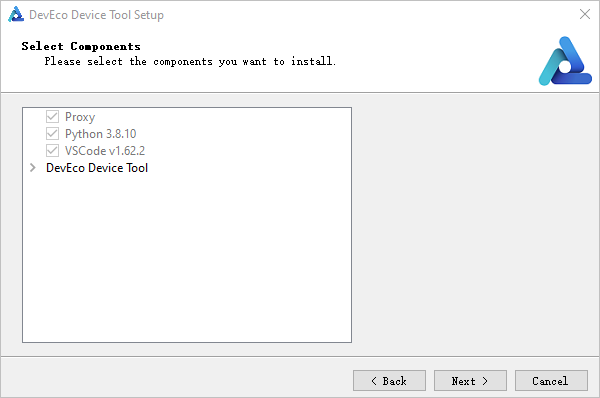 DevEco Device Tool Setup
Select Components
Please select the components you want to install.
Proxy
Python 3.8.10
VSCode v1.62.2
DevEco Device Tool
< Back
Next >
Cancel